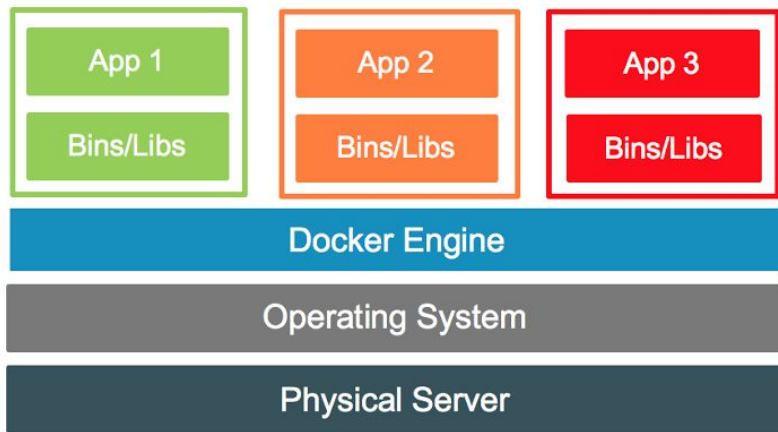 App 1
App 2
App 3
Bins/Libs
Bins/Libs
Bins/Libs
Docker Engine
Operating System
Physical Server